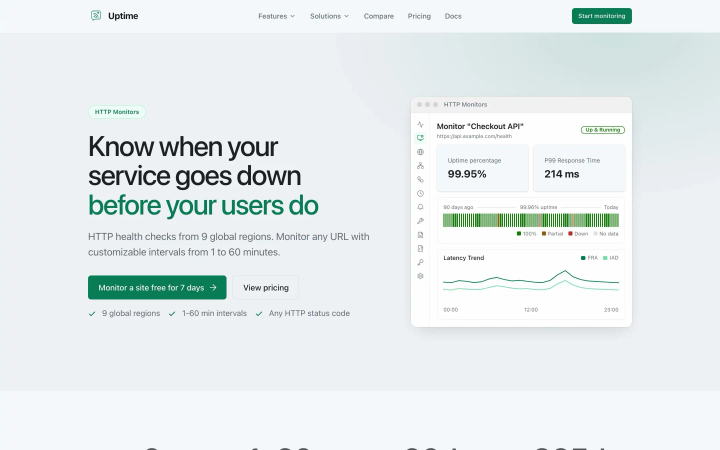 Uptime
Features
Solutions
Compare
Pricing
Docs
Start monitoring
HTTP Monitors
Know when your
service goes down
before your users do
HTTP health checks from 9 global regions. Monitor any URL with
customizable intervals from 1 to 60 minutes.
Monitor a site free for 7 days →
View pricing
9 global regions
1-60 min intervals
Any HTTP status code
HTTP Monitors
Monitor "Checkout API"
https://api.example.com/health
Up & Running
Uptime percentage
99.95%
P99 Response Time
214 ms
90 days ago
99.96% uptime
Today
100%
Partial
Down
No data
Latency Trend
FRA
IAD
00:00
12:00
23:00